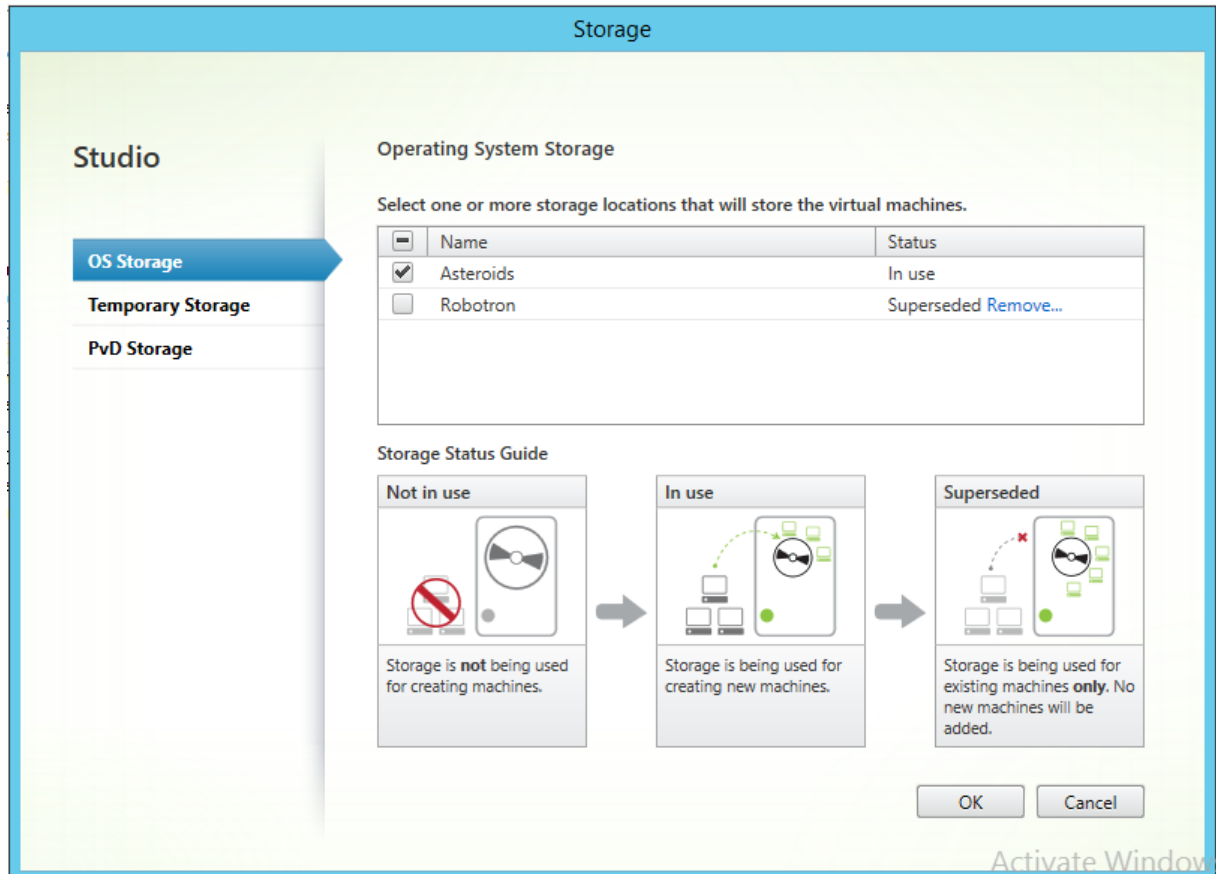 Storage
Studio
OS Storage
Temporary Storage
PvD Storage
Operating System Storage
Select one or more storage locations that will store the virtual machines.
Name Status
Asteroids In use
Robotron Superseded Remove...
Storage Status Guide
Not in use
Storage is not being used
for creating machines.
In use
Storage is being used for
creating new machines.
Superseded
Storage is being used for
existing machines only. No
new machines will be
added.
OK Cancel
Activate Window